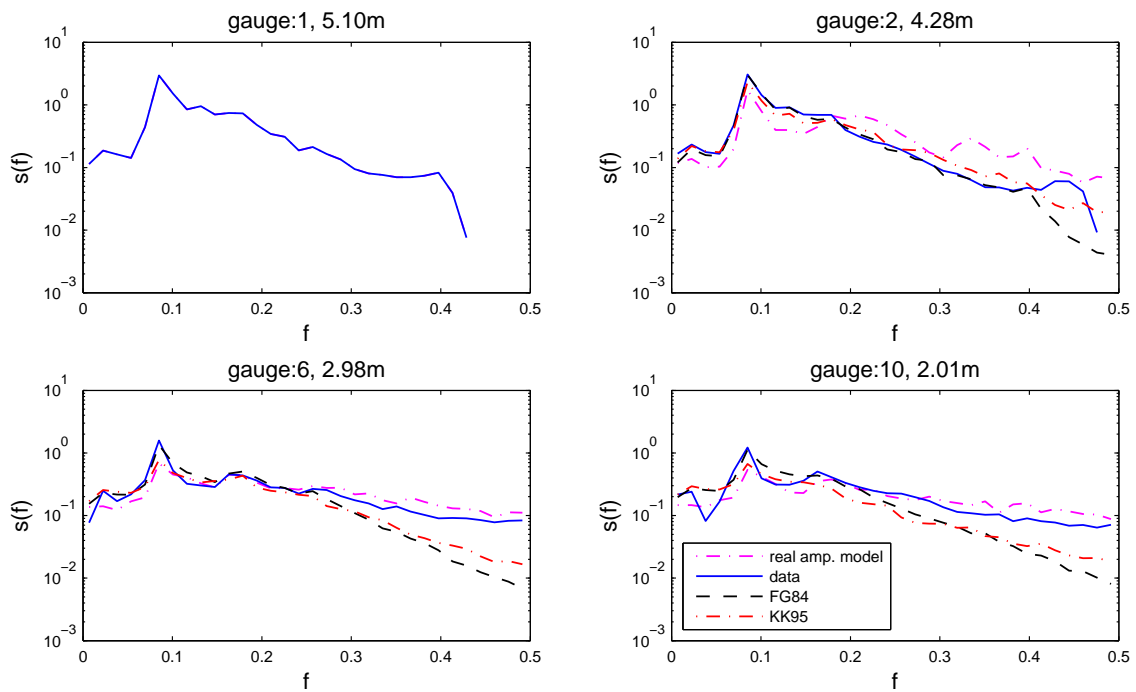 gauge:1, 5.10m
10^1
10^0
10^-1
10^-2
10^-3
s(f)
0 0.1 0.2 0.3 0.4 0.5
f
gauge:2, 4.28m
10^1
10^0
10^-1
10^-2
10^-3
s(f)
0 0.1 0.2 0.3 0.4 0.5
f
gauge:6, 2.98m
10^1
10^0
10^-1
10^-2
10^-3
s(f)
0 0.1 0.2 0.3 0.4 0.5
f
gauge:10, 2.01m
10^1
10^0
10^-1
10^-2
10^-3
s(f)
real amp. model
data
FG84
KK95
0 0.1 0.2 0.3 0.4 0.5
f